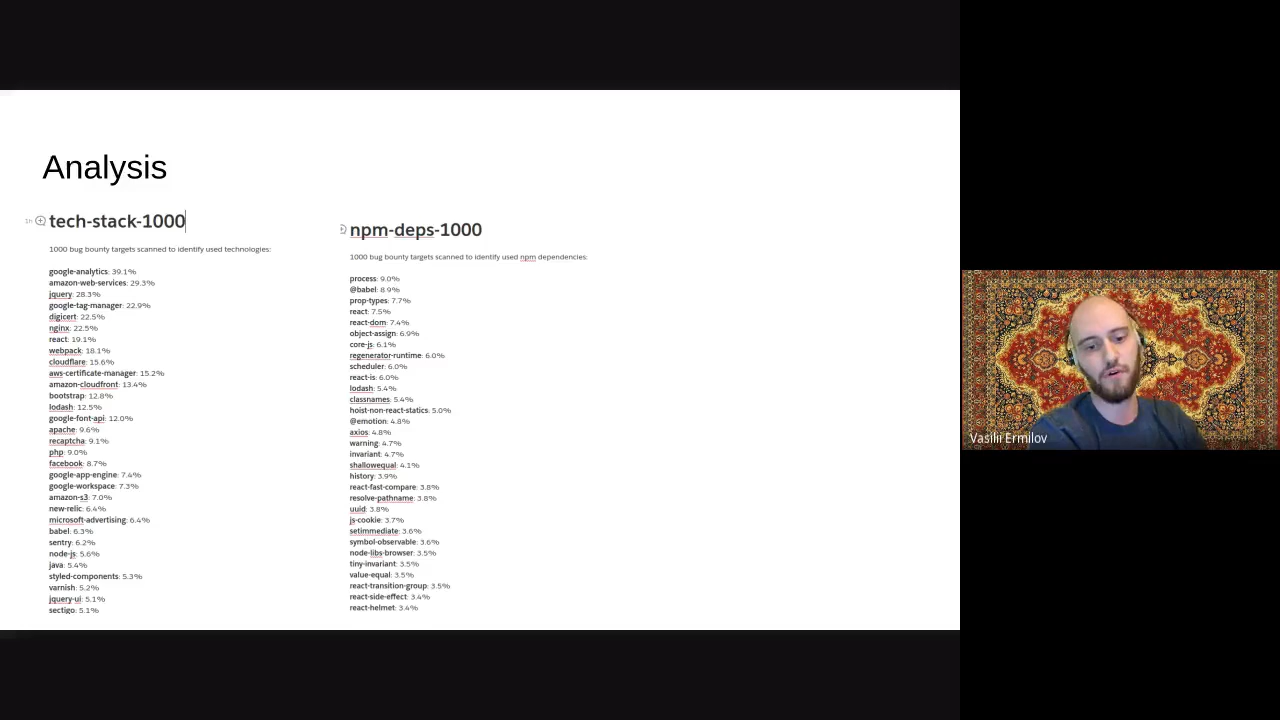 Analysis
1h
tech-stack-1000
1000 bug bounty targets scanned to identify used technologies:
google-analytics: 39.1%
amazon-web-services: 29.3%
jquery: 28.3%
google-tag-manager: 22.9%
digicert: 22.5%
nginx: 22.5%
react: 19.1%
webpack: 18.1%
cloudflare: 15.6%
aws-certificate-manager: 15.2%
amazon-cloudfront: 13.4%
bootstrap: 12.8%
lodash: 12.5%
google-font-api: 12.0%
apache: 9.6%
recaptcha: 9.1%
php: 9.0%
facebook: 8.7%
google-app-engine: 7.4%
google-workspace: 7.3%
amazon-s3: 7.0%
new-relic: 6.4%
microsoft-advertising: 6.4%
babel: 6.3%
sentry: 6.2%
node-js: 5.6%
java: 5.4%
styled-components: 5.3%
varnish: 5.2%
jquery-ui: 5.1%
sectigo: 5.1%
npm-deps-1000
1000 bug bounty targets scanned to identify used npm dependencies:
process: 9.0%
@babel: 8.9%
prop-types: 7.7%
react: 7.5%
react-dom: 7.4%
object-assign: 6.9%
core-js: 6.1%
regenerator-runtime: 6.0%
scheduler: 6.0%
react-is: 6.0%
lodash: 5.4%
classnames: 5.4%
hoist-non-react-statics: 5.0%
@emotion: 4.8%
axios: 4.8%
warning: 4.7%
invariant: 4.7%
shallowequal: 4.1%
history: 3.9%
react-fast-compare: 3.8%
resolve-pathname: 3.8%
uuid: 3.8%
js-cookie: 3.7%
setimmediate: 3.6%
symbol-observable: 3.6%
node-libs-browser: 3.5%
tiny-invariant: 3.5%
value-equal: 3.5%
react-transition-group: 3.5%
react-side-effect: 3.4%
react-helmet: 3.4%
Vasilii Ermilov